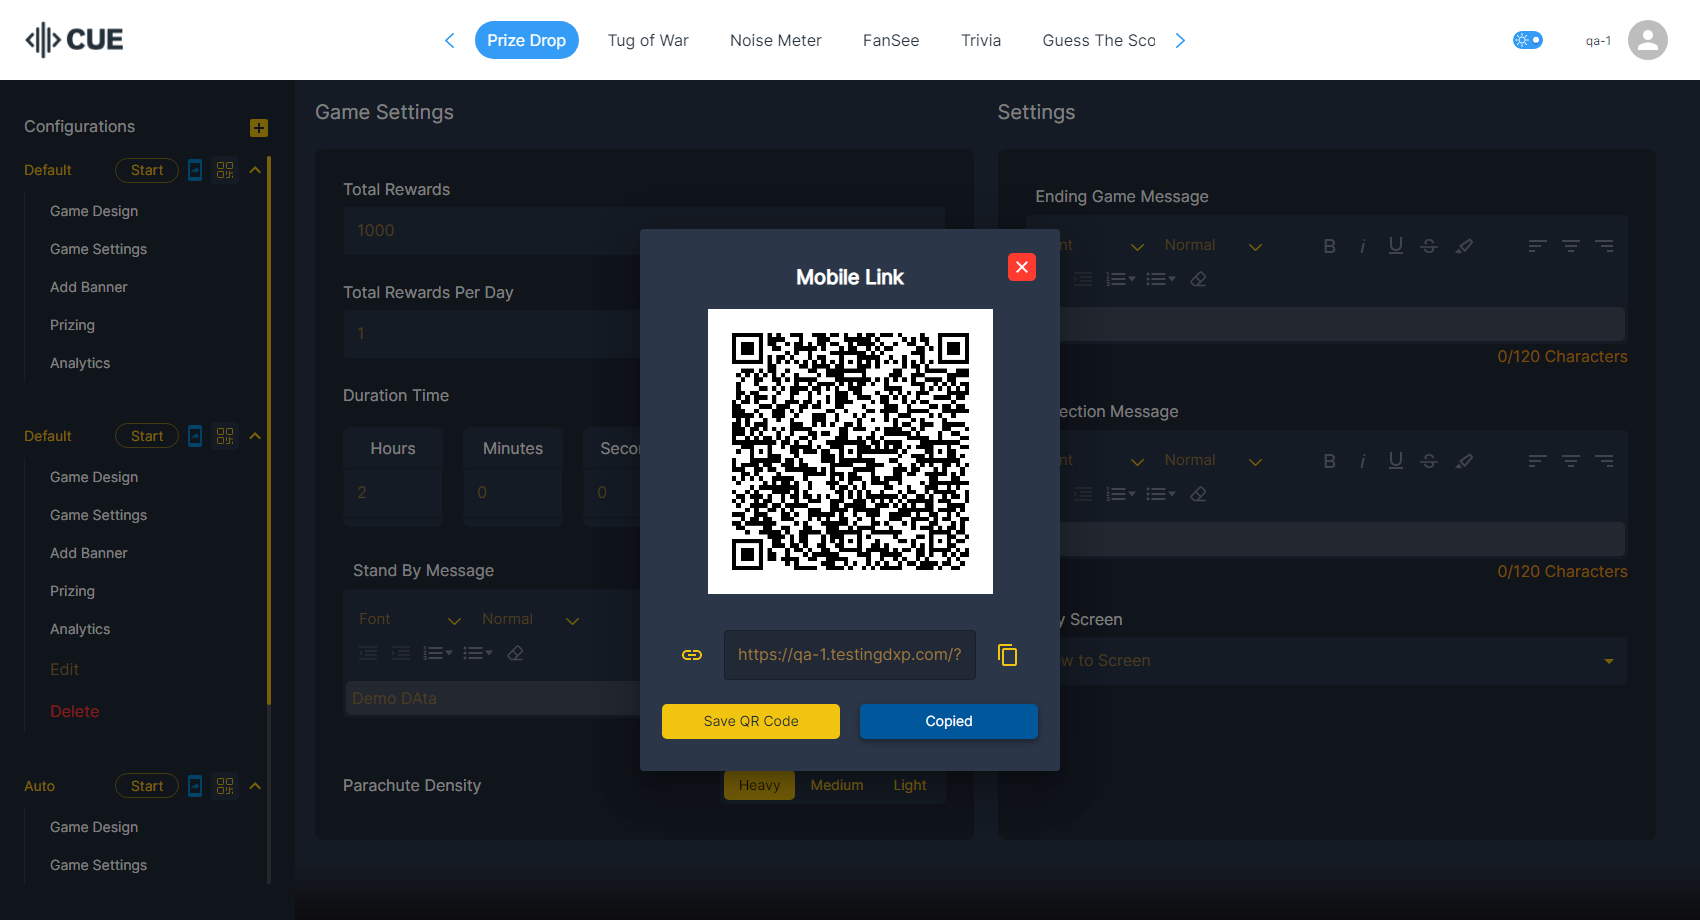 CUE
Prize Drop
Tug of War
Noise Meter
FanSee
Trivia
Guess The Sco
qa-1
Configurations
Default
Start
Game Design
Game Settings
Add Banner
Prizing
Analytics
Default
Start
Game Design
Game Settings
Add Banner
Prizing
Analytics
Edit
Delete
Auto
Start
Game Design
Game Settings
Game Settings
Total Rewards
1000
Total Rewards Per Day
1
Duration Time
Hours
Minutes
Secon
2
0
0
Stand By Message
Font
Normal
Demo DAta
Parachute Density
Heavy
Medium
Light
Mobile Link
https://qa-1.testingdxp.com/?
Save QR Code
Copied
Settings
Ending Game Message
nt
Normal
B i U S
0/120 Characters
ection Message
nt
Normal
B i U S
0/120 Characters
y Screen
w to Screen